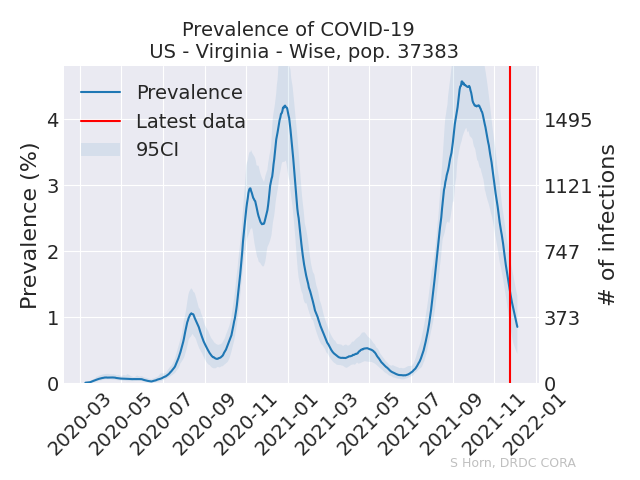 Prevalence of COVID-19
US - Virginia - Wise, pop. 37383
Prevalence
Latest data
95CI
Prevalence (%)
4
3
2
1
0
1495
1121
747
373
0
# of infections
2020-03
2020-05
2020-07
2020-09
2020-11
2021-01
2021-03
2021-05
2021-07
2021-09
2021-11
2022-01
S Horn, DRDC CORA